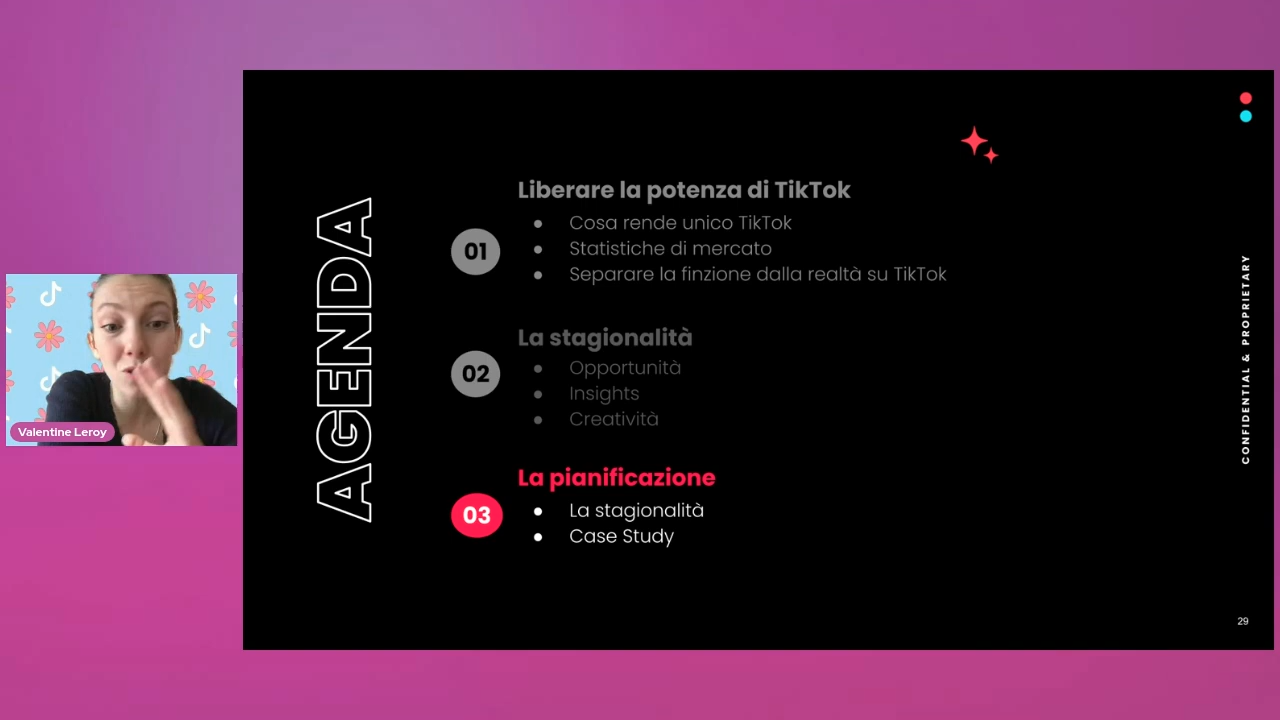 AGENDA
01
Liberare la potenza di TikTok
● Cosa rende unico TikTok
● Statistiche di mercato
● Separare la finzione dalla realtà su TikTok
02
La stagionalità
● Opportunità
● Insights
● Creatività
03
La pianificazione
● La stagionalità
● Case Study
CONFIDENTIAL & PROPRIETARY
29
Valentine Leroy